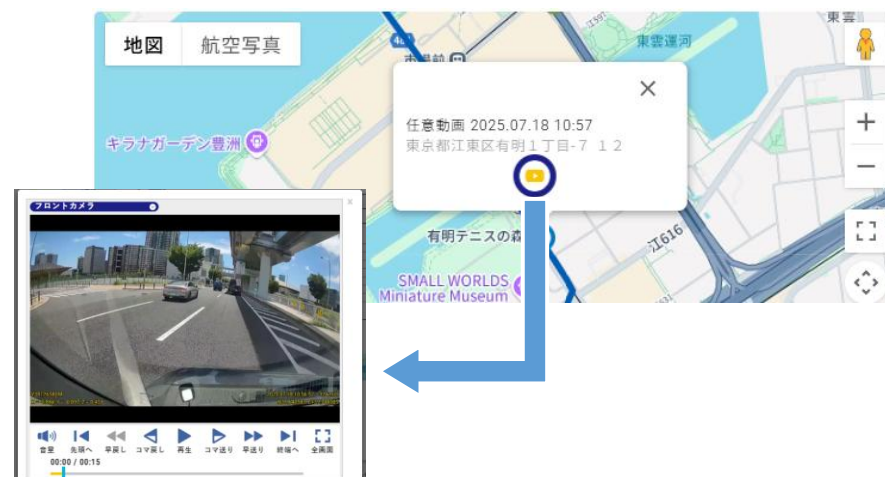 地図
航空写真
東雲
東雲運河
キラナガーデン豊洲
任意動画 2025.07.18 10:57
東京都江東区有明1丁目-7 12
有明テニスの森
江616
SMALL WORLDS
Miniature Museum
フロントカメラ
音量
先頭へ
早戻し
コマ戻し
再生
コマ送り
早送り
終端へ
全画面
00:00 / 00:15